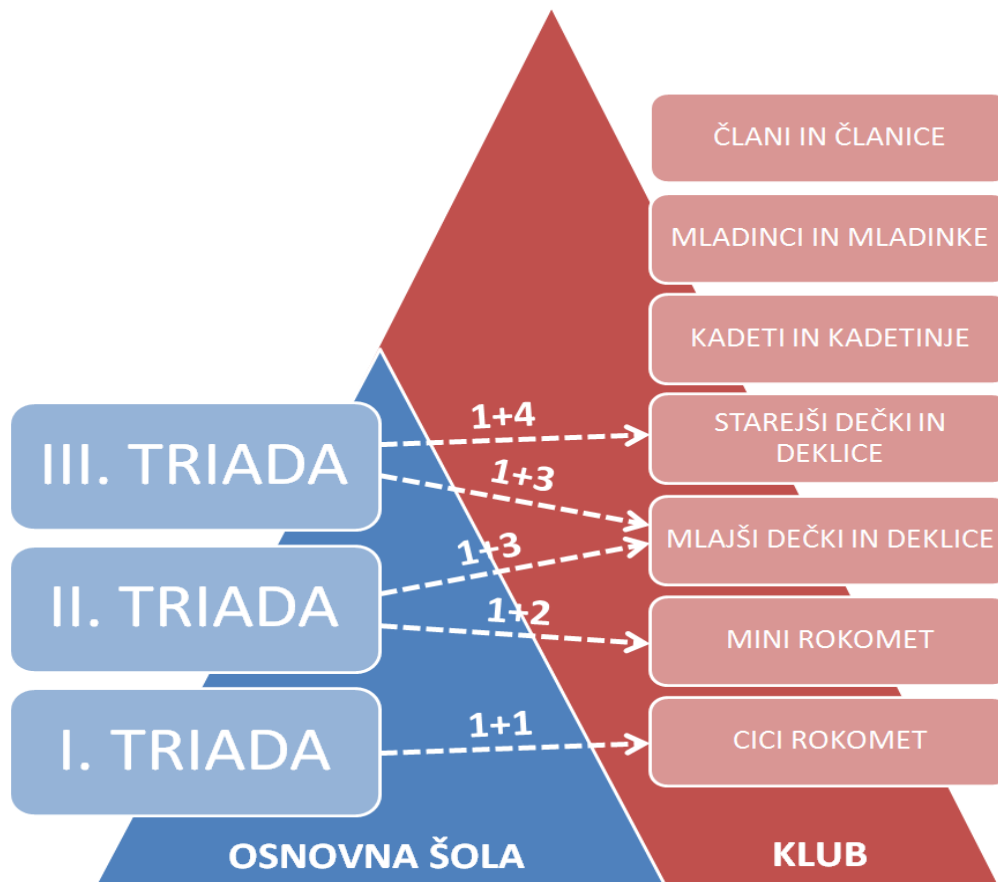 ČLANI IN ČLANICE
MLADINCI IN MLADINKE
KADETI IN KADETINJE
STAREJŠI DEČKI IN
DEKLICE
MLAJŠI DEČKI IN DEKLICE
MINI ROKOMET
CICI ROKOMET
III. TRIADA
II. TRIADA
I. TRIADA
1+4
1+3
1+3
1+2
1+1
OSNOVNA ŠOLA
KLUB